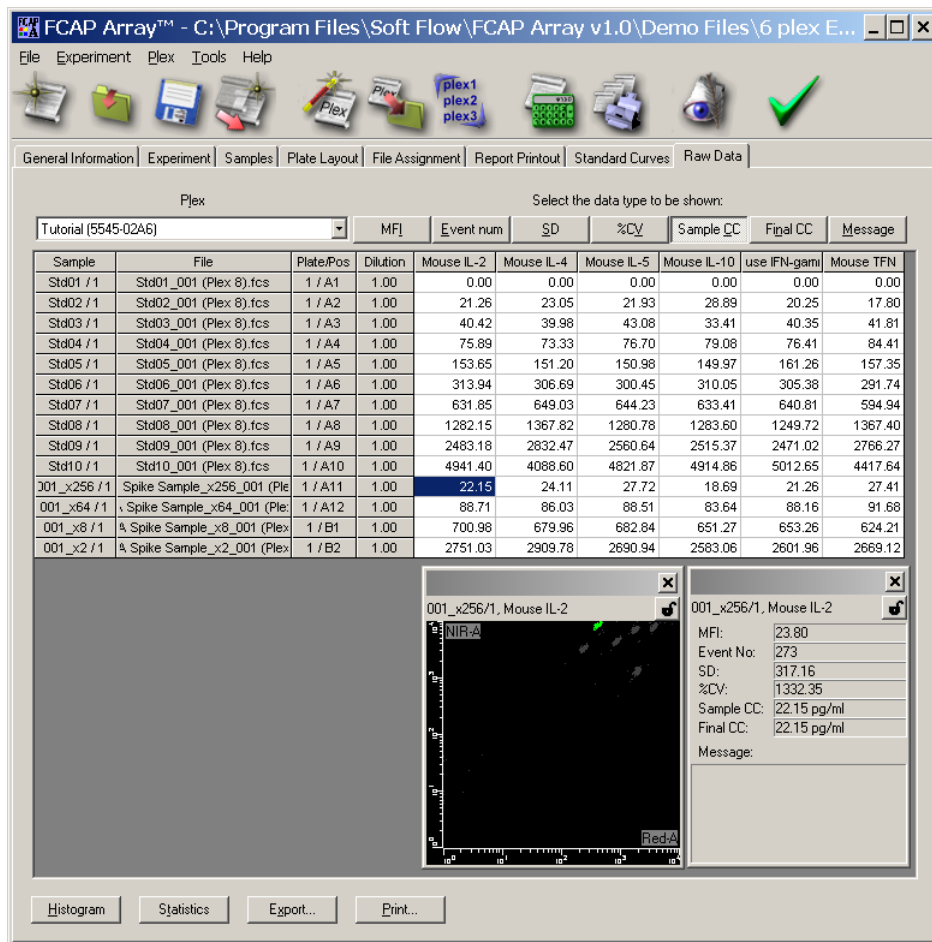 FCAP Array™ - C:\Program Files\Soft Flow\FCAP Array v1.0\Demo Files\6 plex E...
File Experiment Plex Tools Help
Plex Plex plex1
plex2
plex3
General Information Experiment Samples Plate Layout File Assignment Report Printout Standard Curves Raw Data
Plex Select the data type to be shown:
Tutorial (5545-02A6) MFI Event num SD %CV Sample CC Final CC Message
Sample File Plate/Pos Dilution Mouse IL-2 Mouse IL-4 Mouse IL-5 Mouse IL-10 use IFN-gam Mouse TFN
Std01 / 1 Std01_001 (Plex 8).fcs 1 / A1 1.00 0.00 0.00 0.00 0.00 0.00 0.00
Std02 / 1 Std02_001 (Plex 8).fcs 1 / A2 1.00 21.26 23.05 21.93 28.89 20.25 17.80
Std03 / 1 Std03_001 (Plex 8).fcs 1 / A3 1.00 40.42 39.98 43.08 33.41 40.35 41.81
Std04 / 1 Std04_001 (Plex 8).fcs 1 / A4 1.00 75.89 73.33 76.70 79.08 76.41 84.41
Std05 / 1 Std05_001 (Plex 8).fcs 1 / A5 1.00 153.65 151.20 150.98 149.97 161.26 157.35
Std06 / 1 Std06_001 (Plex 8).fcs 1 / A6 1.00 313.94 306.69 300.45 310.05 305.38 291.74
Std07 / 1 Std07_001 (Plex 8).fcs 1 / A7 1.00 631.85 649.03 644.23 633.41 640.81 594.94
Std08 / 1 Std08_001 (Plex 8).fcs 1 / A8 1.00 1282.15 1367.82 1280.78 1283.60 1249.72 1367.40
Std09 / 1 Std09_001 (Plex 8).fcs 1 / A9 1.00 2483.18 2832.47 2560.64 2515.37 2471.02 2766.27
Std10 / 1 Std10_001 (Plex 8).fcs 1 / A10 1.00 4941.40 4088.60 4821.87 4914.86 5012.65 4417.64
001_x256 / 1 Spike Sample_x256_001 (Ple 1 / A11 1.00 22.15 24.11 27.72 18.69 21.26 27.41
001_x64 / 1 Spike Sample_x64_001 (Ple: 1 / A12 1.00 88.71 86.03 88.51 83.64 88.16 91.68
001_x8 / 1 Spike Sample_x8_001 (Plex 1 / B1 1.00 700.98 679.96 682.84 651.27 653.26 624.21
001_x2 / 1 Spike Sample_x2_001 (Plex 1 / B2 1.00 2751.03 2909.78 2690.94 2583.06 2601.96 2669.12
001_x256/1, Mouse IL-2
NIR-A
10⁰ 10¹ 10² 10³ 10⁴
Red-A
10⁰ 10¹ 10² 10³ 10⁴
001_x256/1, Mouse IL-2
MFI: 23.80
Event No: 273
SD: 317.16
%CV: 1332.35
Sample CC: 22.15 pg/ml
Final CC: 22.15 pg/ml
Message:
Histogram Statistics Export... Print...